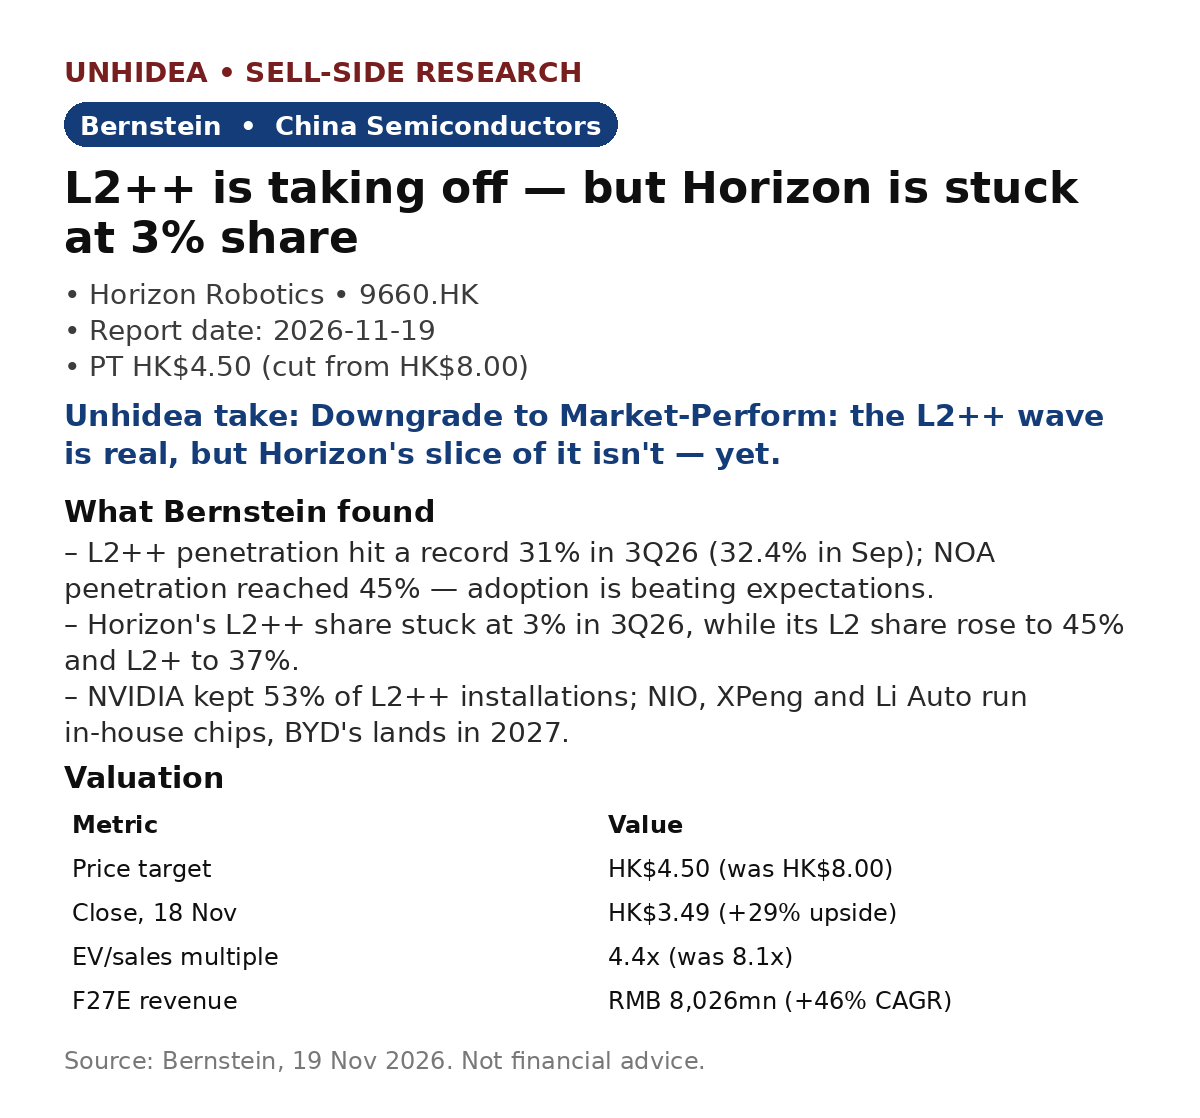 UNHIDEA • SELL-SIDE RESEARCH
Bernstein • China Semiconductors
L2++ is taking off — but Horizon is stuck
at 3% share
• Horizon Robotics • 9660.HK
• Report date: 2026-11-19
• PT HK$4.50 (cut from HK$8.00)
Unhidea take: Downgrade to Market-Perform: the L2++ wave
is real, but Horizon's slice of it isn't — yet.
What Bernstein found
– L2++ penetration hit a record 31% in 3Q26 (32.4% in Sep); NOA
penetration reached 45% — adoption is beating expectations.
– Horizon's L2++ share stuck at 3% in 3Q26, while its L2 share rose to 45%
and L2+ to 37%.
– NVIDIA kept 53% of L2++ installations; NIO, XPeng and Li Auto run
in-house chips, BYD's lands in 2027.
Valuation
Metric Value
Price target HK$4.50 (was HK$8.00)
Close, 18 Nov HK$3.49 (+29% upside)
EV/sales multiple 4.4x (was 8.1x)
F27E revenue RMB 8,026mn (+46% CAGR)
Source: Bernstein, 19 Nov 2026. Not financial advice.